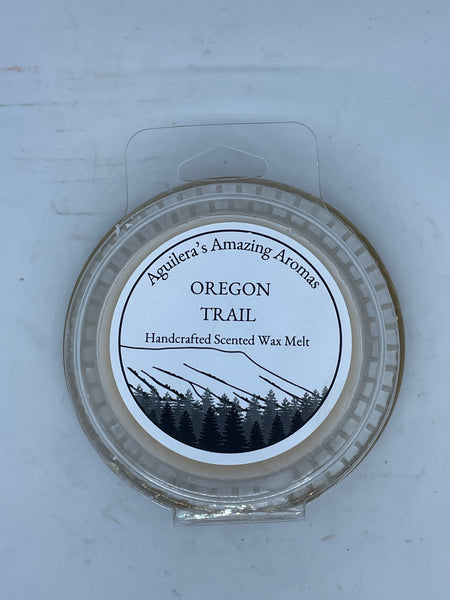 Aguilera's Amazing Aromas
OREGON
TRAIL
Handcrafted Scented Wax Melt